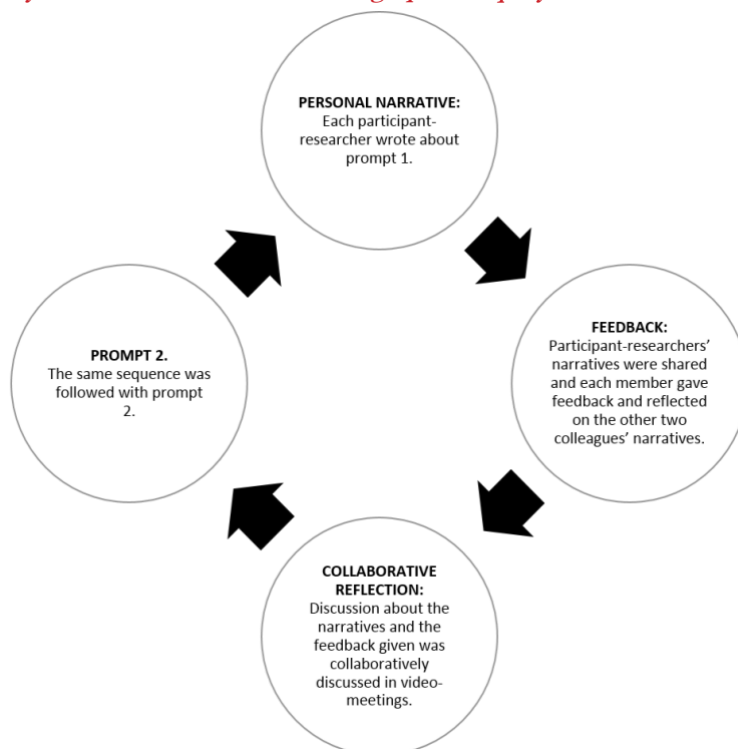 PERSONAL NARRATIVE:
Each participant-
researcher wrote about
prompt 1.
FEEDBACK:
Participant-researchers’
narratives were shared
and each member gave
feedback and reflected
on the other two
colleagues’ narratives.
COLLABORATIVE
REFLECTION:
Discussion about the
narratives and the
feedback given was
collaboratively
discussed in video-
meetings.
PROMPT 2.
The same sequence was
followed with prompt
2.